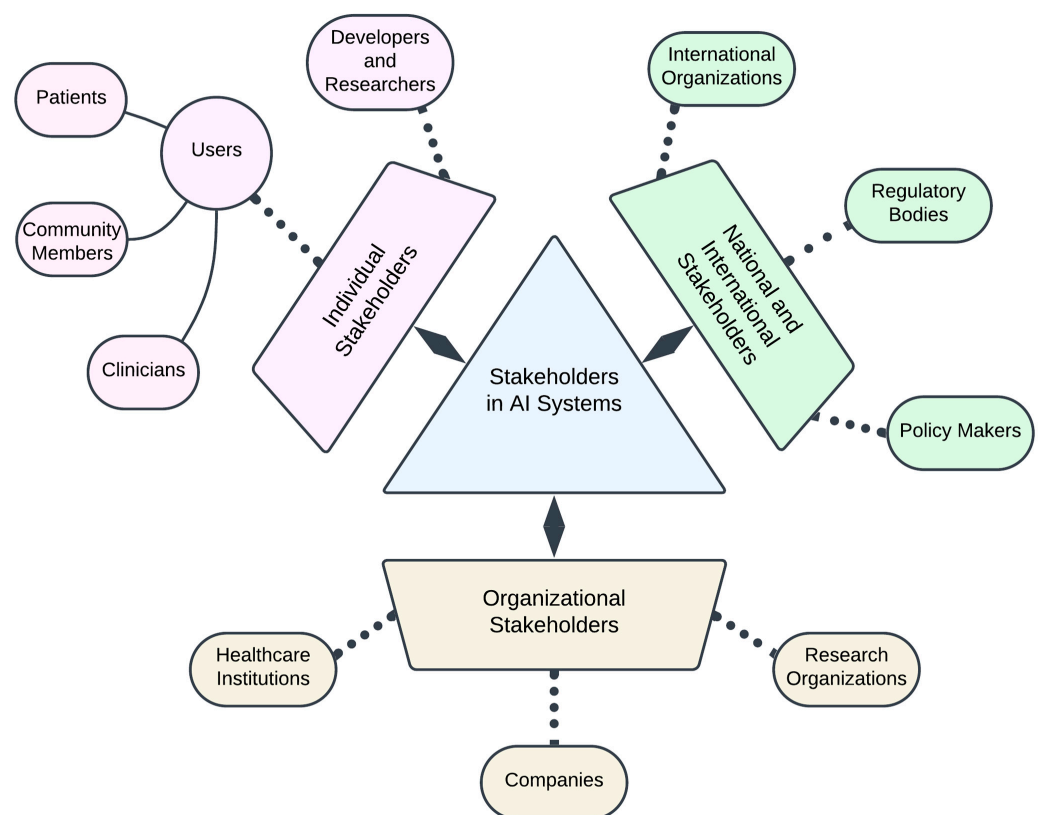 Developers
and
Researchers
International
Organizations
Patients
Users
Regulatory
Bodies
Community
Members
Individual
Stakeholders
National and
International
Stakeholders
Clinicians
Stakeholders
in AI Systems
Policy Makers
Organizational
Stakeholders
Healthcare
Institutions
Research
Organizations
Companies